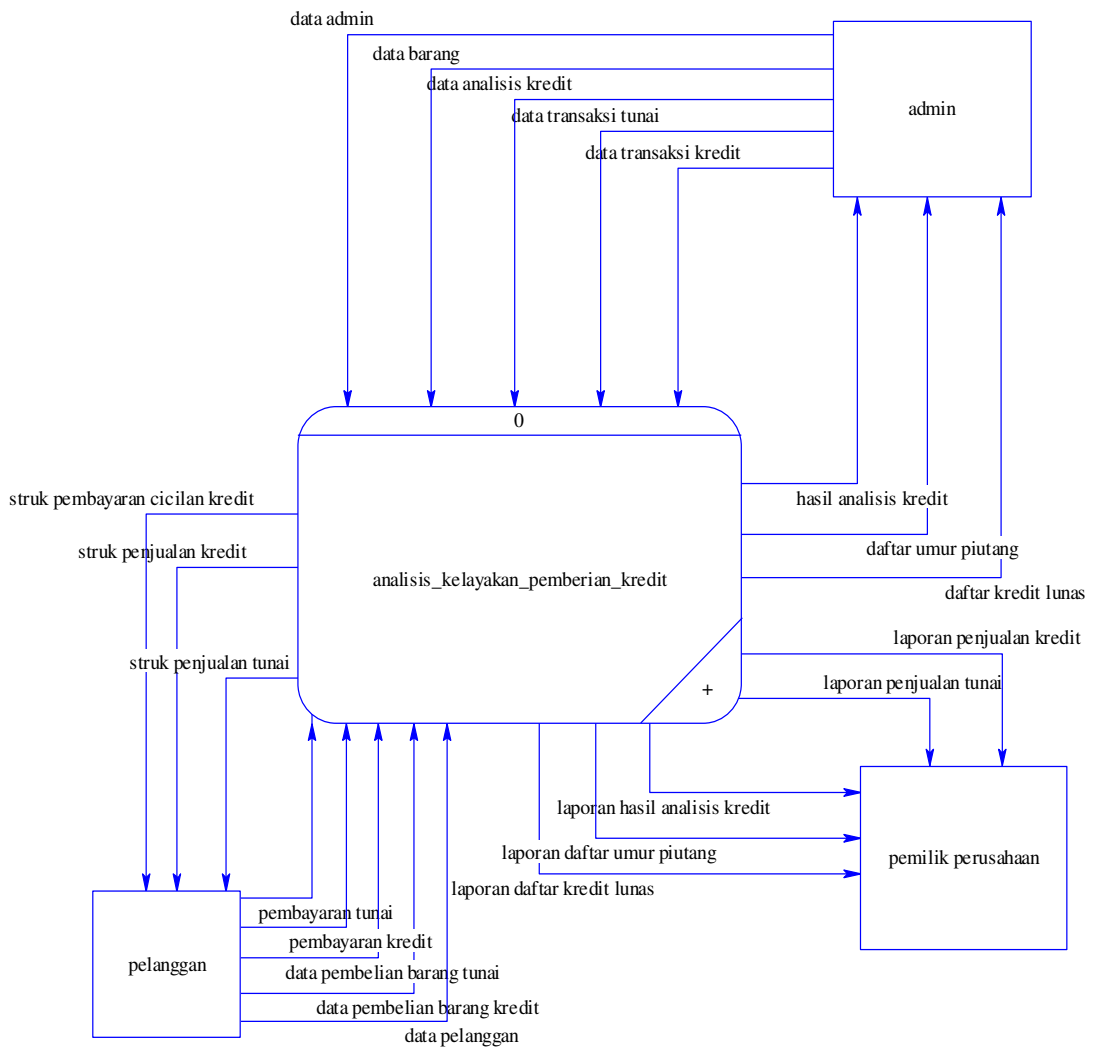 data admin
data barang
data analisis kredit
data transaksi tunai
data transaksi kredit
admin
0
analisis_kelayakan_pemberian_kredit
+
struk pembayaran cicilan kredit
struk penjualan kredit
struk penjualan tunai
hasil analisis kredit
daftar umur piutang
daftar kredit lunas
laporan penjualan kredit
laporan penjualan tunai
laporan hasil analisis kredit
laporan daftar umur piutang
laporan daftar kredit lunas
pemilik perusahaan
pelanggan
pembayaran tunai
pembayaran kredit
data pembelian barang tunai
data pembelian barang kredit
data pelanggan